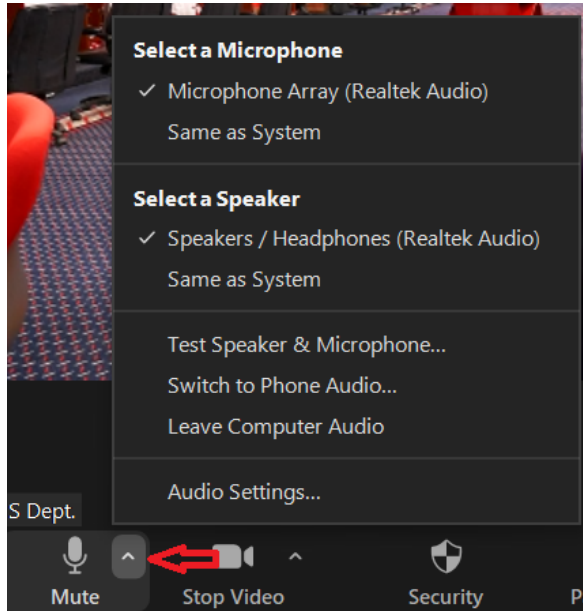 Select a Microphone
✓ Microphone Array (Realtek Audio)
Same as System
Select a Speaker
✓ Speakers / Headphones (Realtek Audio)
Same as System
Test Speaker & Microphone...
Switch to Phone Audio...
Leave Computer Audio
Audio Settings...
S Dept.
Mute Stop Video Security P